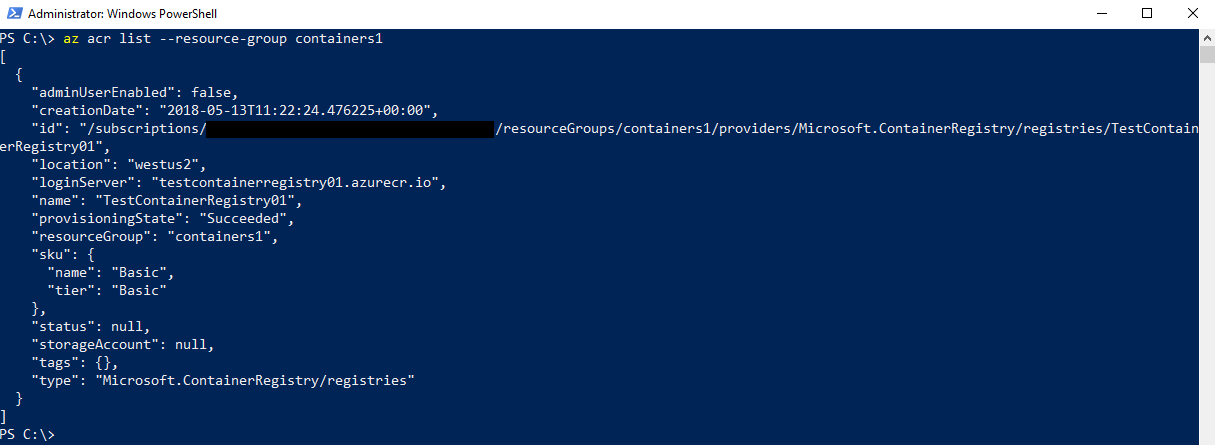 Administrator: Windows PowerShell
PS C:\> az acr list --resource-group containers1
[
  {
    "adminUserEnabled": false,
    "creationDate": "2018-05-13T11:22:24.476225+00:00",
    "id": "/subscriptions/ /resourceGroups/containers1/providers/Microsoft.ContainerRegistry/registries/TestContain
erRegistry01",
    "location": "westus2",
    "loginServer": "testcontainerregistry01.azurecr.io",
    "name": "TestContainerRegistry01",
    "provisioningState": "Succeeded",
    "resourceGroup": "containers1",
    "sku": {
      "name": "Basic",
      "tier": "Basic"
    },
    "status": null,
    "storageAccount": null,
    "tags": {},
    "type": "Microsoft.ContainerRegistry/registries"
  }
]
PS C:\>